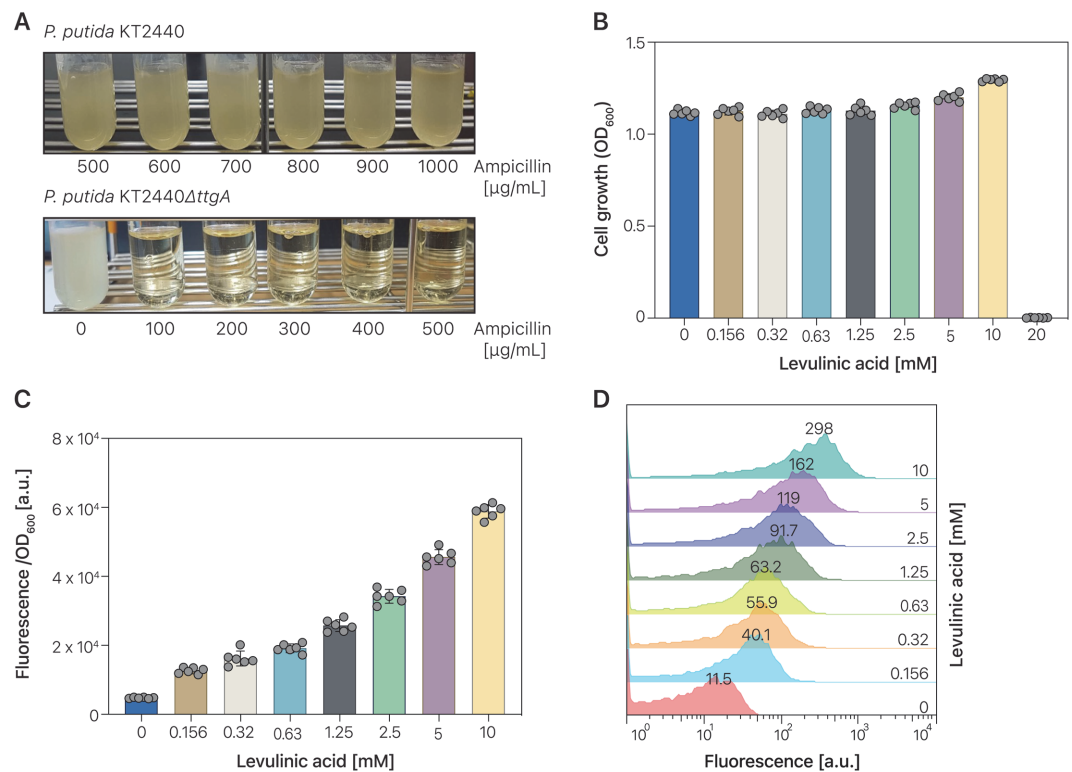 A
P. putida KT2440
500 600 700 800 900 1000 Ampicillin
[µg/mL]
P. putida KT2440ΔttgA
0 100 200 300 400 500 Ampicillin
[µg/mL]
B
Cell growth (OD600)
1.5
1.0
0.5
0
0 0.156 0.32 0.63 1.25 2.5 5 10 20
Levulinic acid [mM]
C
Fluorescence /OD600 [a.u.]
8 x 10⁴
6 x 10⁴
4 x 10⁴
2 x 10⁴
0
0 0.156 0.32 0.63 1.25 2.5 5 10
Levulinic acid [mM]
D
298 10
162 5
119 2.5
91.7 1.25
63.2 0.63
55.9 0.32
40.1 0.156
11.5 0
Levulinic acid [mM]
10⁰ 10¹ 10² 10³ 10⁴
Fluorescence [a.u.]